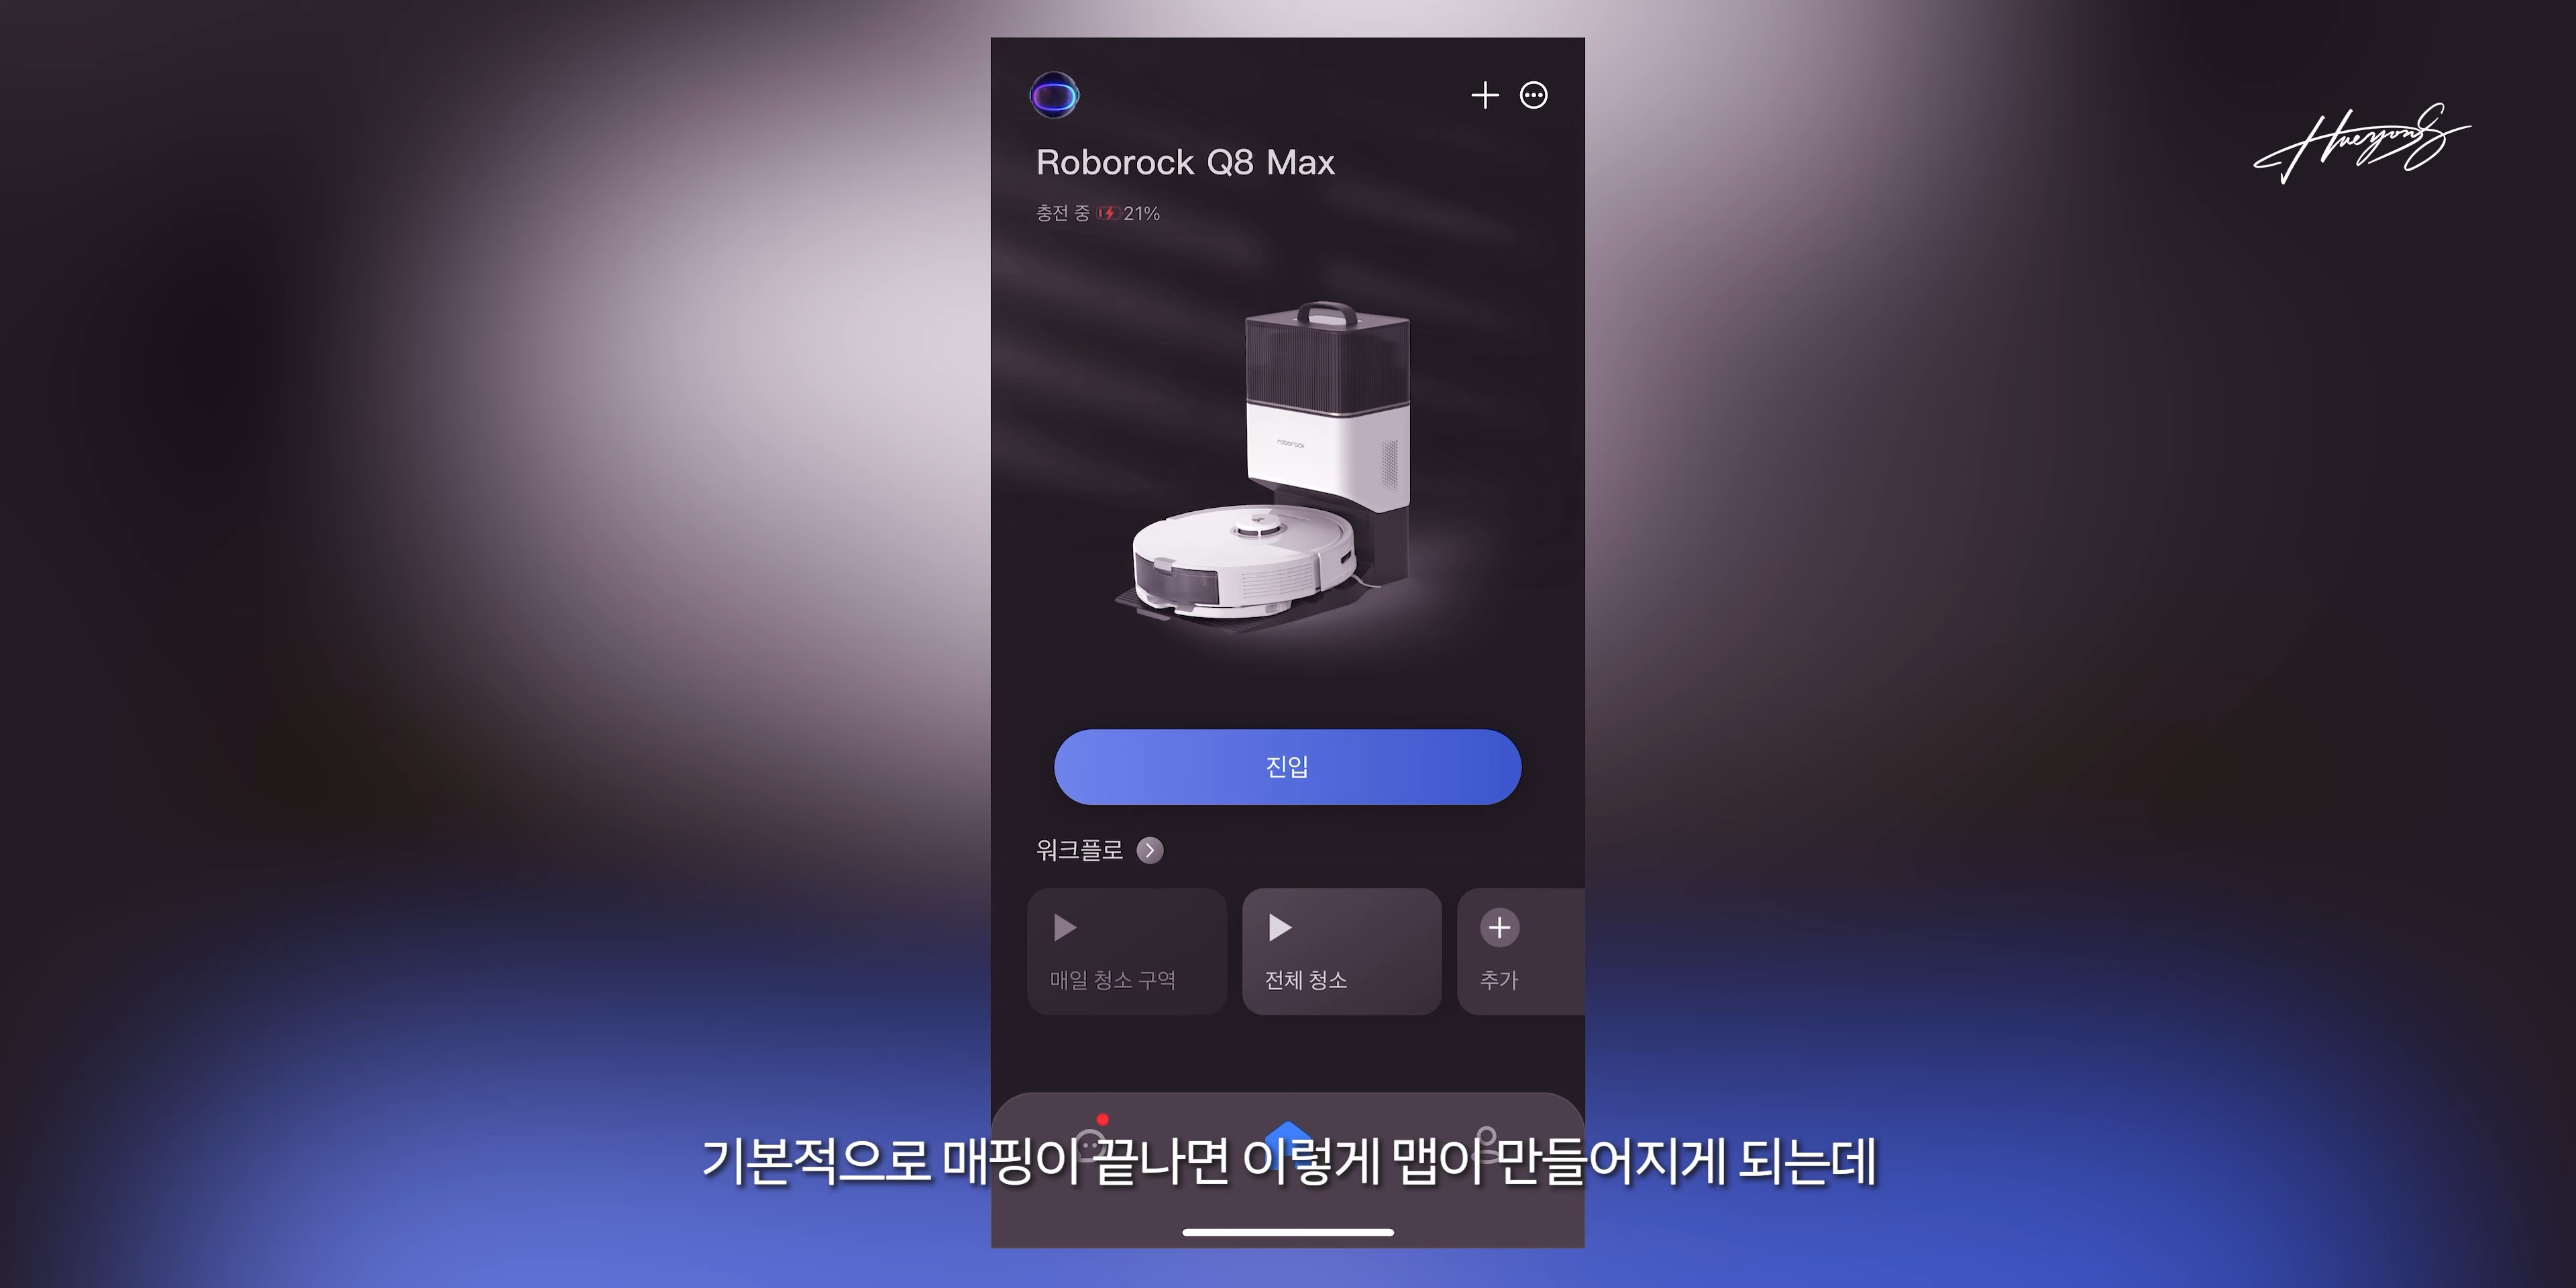 Hueyong
Roborock Q8 Max
충전 중 21%
roborock
진입
워크플로
매일 청소 구역
전체 청소
추가
기본적으로 매핑이 끝나면 이렇게 맵이 만들어지게 되는데